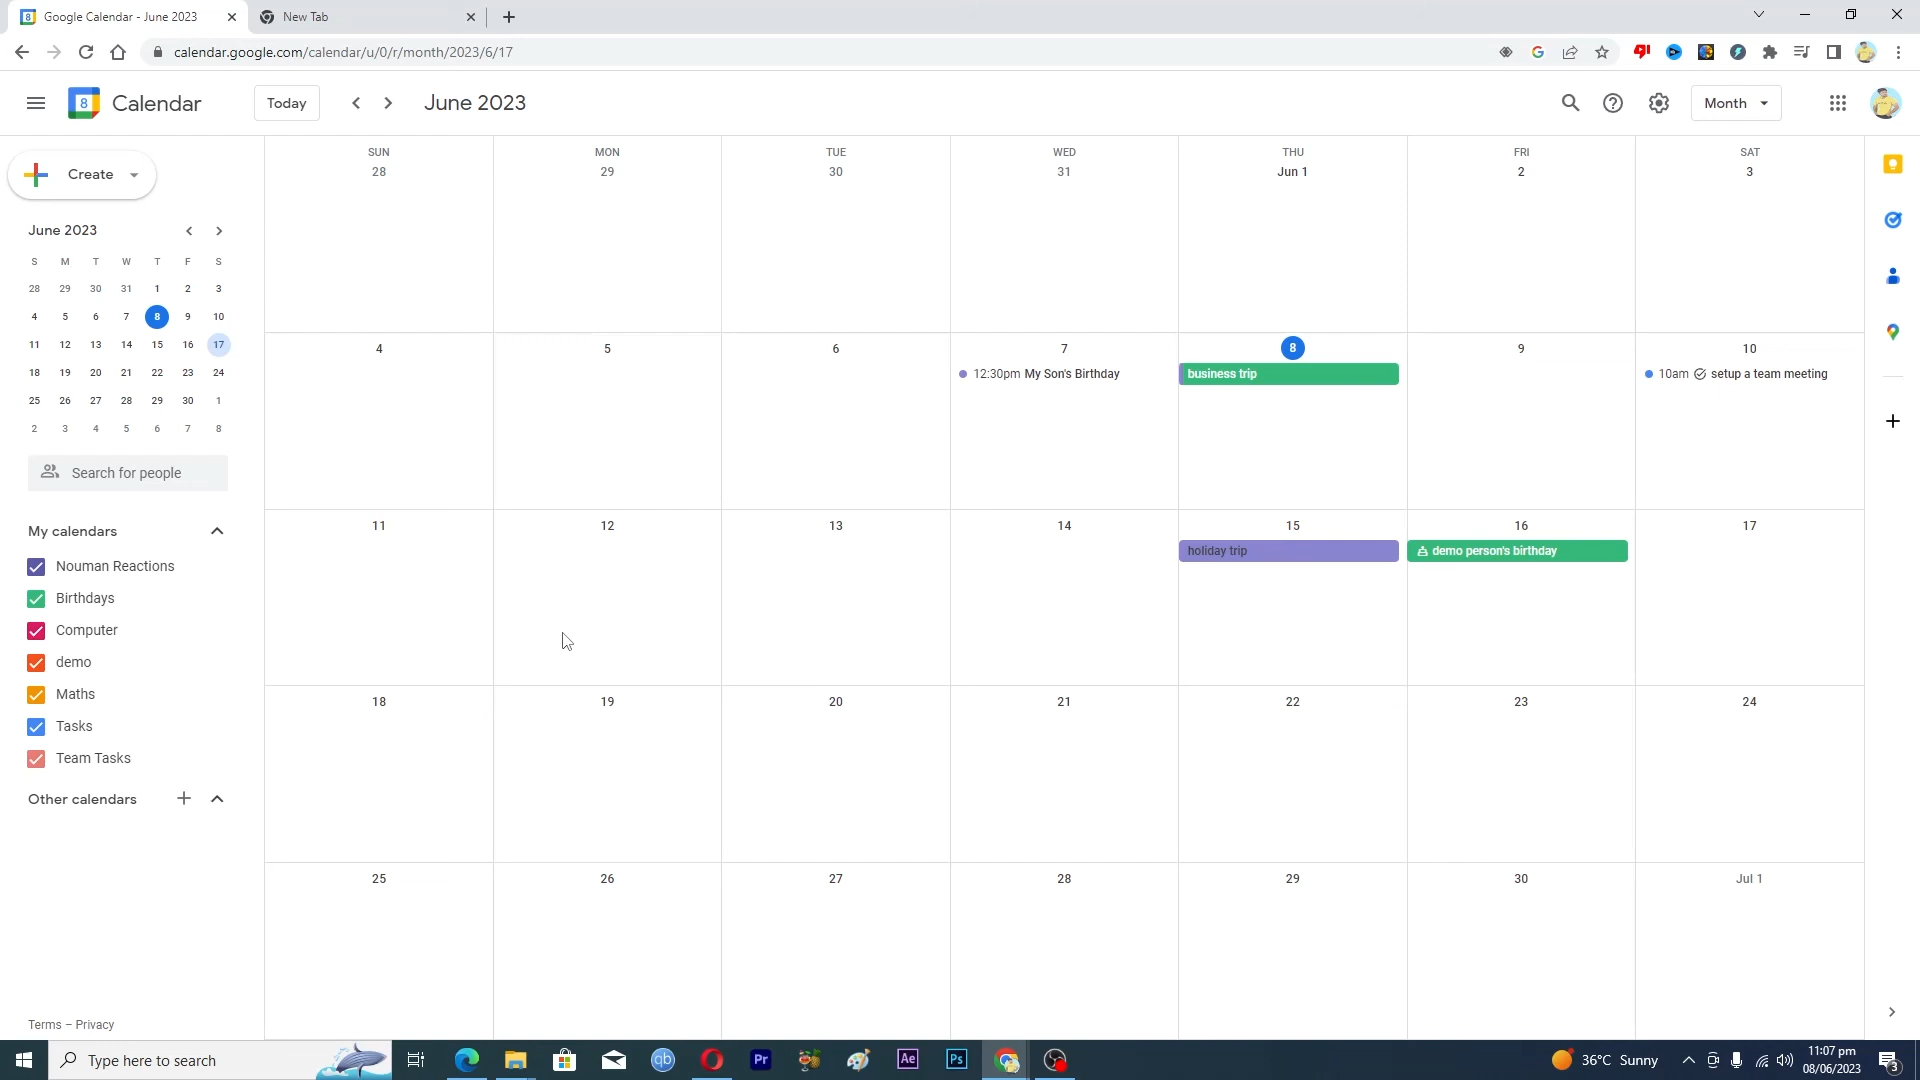 Google Calendar - June 2023
New Tab
calendar.google.com/calendar/u/0/r/month/2023/6/17
8 Calendar
Today
June 2023
Month
Create
June 2023
S M T W T F S
28 29 30 31 1 2 3
4 5 6 7 8 9 10
11 12 13 14 15 16 17
18 19 20 21 22 23 24
25 26 27 28 29 30 1
2 3 4 5 6 7 8
Search for people
My calendars
Nouman Reactions
Birthdays
Computer
demo
Maths
Tasks
Team Tasks
Other calendars
Terms – Privacy
SUN MON TUE WED THU FRI SAT
28 29 30 31 Jun 1 2 3
4 5 6 7 8 9 10
12:30pm My Son's Birthday
business trip
10am setup a team meeting
11 12 13 14 15 16 17
holiday trip
demo person's birthday
18 19 20 21 22 23 24
25 26 27 28 29 30 Jul 1
Type here to search
qb
Pr
Ae
Ps
36°C Sunny
11:07 pm
08/06/2023
3